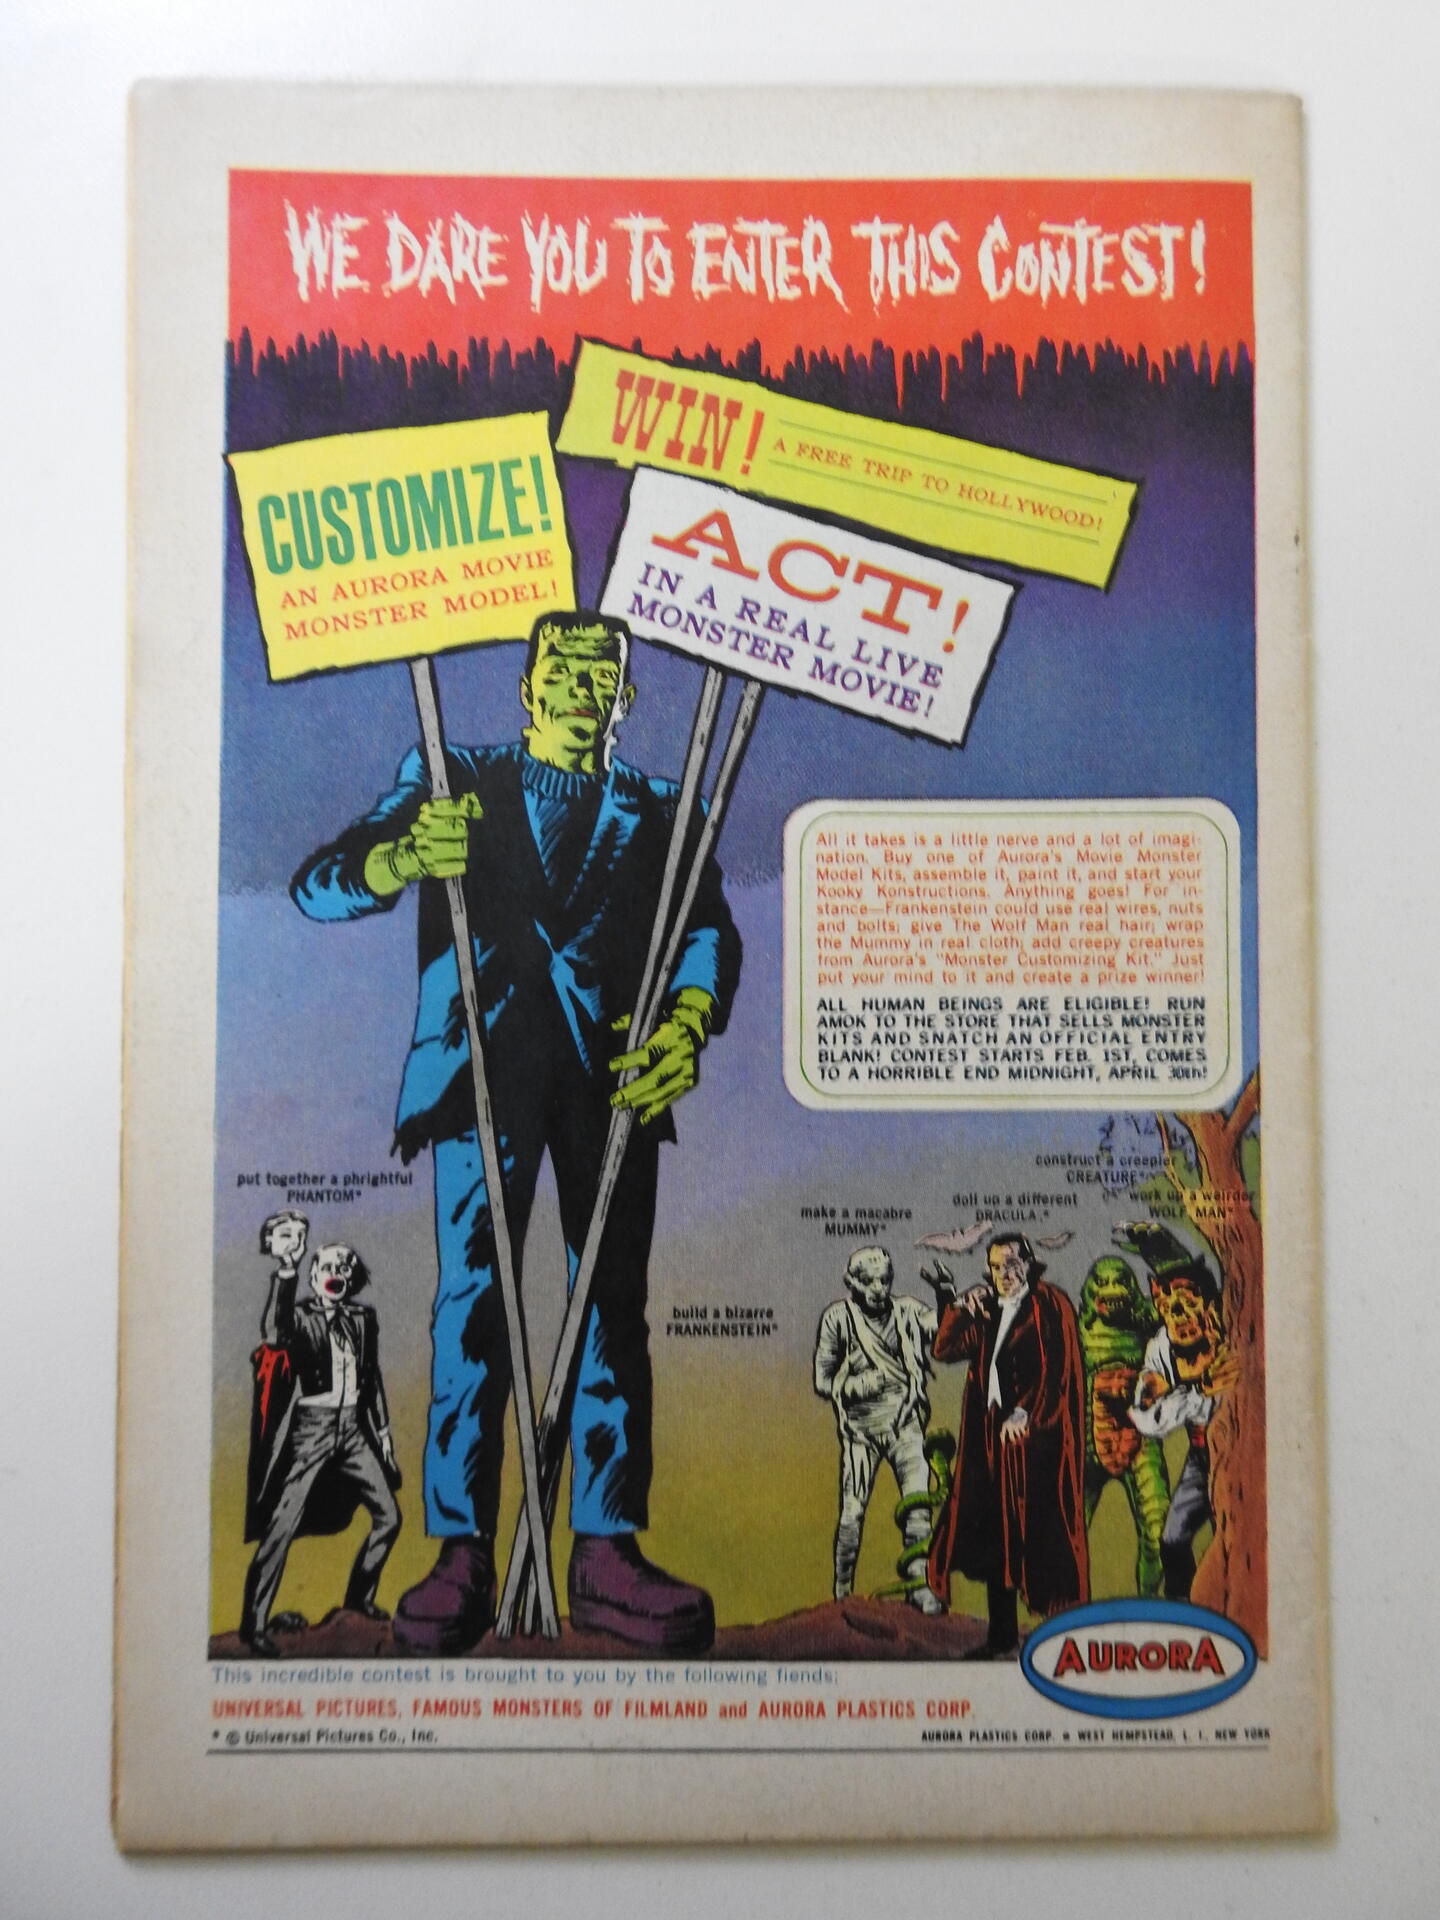 WE DARE YOU TO ENTER THIS CONTEST!
WIN! A FREE TRIP TO HOLLYWOOD!
CUSTOMIZE!
AN AURORA MOVIE
MONSTER MODEL!
ACT!
IN A REAL LIVE
MONSTER MOVIE!
All it takes is a little nerve and a lot of imagi-
nation. Buy one of Aurora's Movie Monster
Model Kits, assemble it, paint it, and start your
Kooky Konstructions. Anything goes! For in-
stance—Frankenstein could use real wires, nuts
and bolts; give The Wolf Man real hair; wrap
the Mummy in real cloth; add creepy creatures
from Aurora's "Monster Customizing Kit." Just
put your mind to it and create a prize winner!
ALL HUMAN BEINGS ARE ELIGIBLE! RUN
AMOK TO THE STORE THAT SELLS MONSTER
KITS AND SNATCH AN OFFICIAL ENTRY
BLANK! CONTEST STARTS FEB. 1ST, COMES
TO A HORRIBLE END MIDNIGHT, APRIL 30th!
put together a phrightful
PHANTOM*
build a bizarre
FRANKENSTEIN*
make a macabre
MUMMY*
doll up a different
DRACULA*
construct a creepier
CREATURE*
work up a weirder
WOLF MAN*
AURORA
This incredible contest is brought to you by the following fiends:
UNIVERSAL PICTURES, FAMOUS MONSTERS OF FILMLAND and AURORA PLASTICS CORP.
* © Universal Pictures Co., Inc.
AURORA PLASTICS CORP. • WEST HEMPSTEAD, L. I., NEW YORK